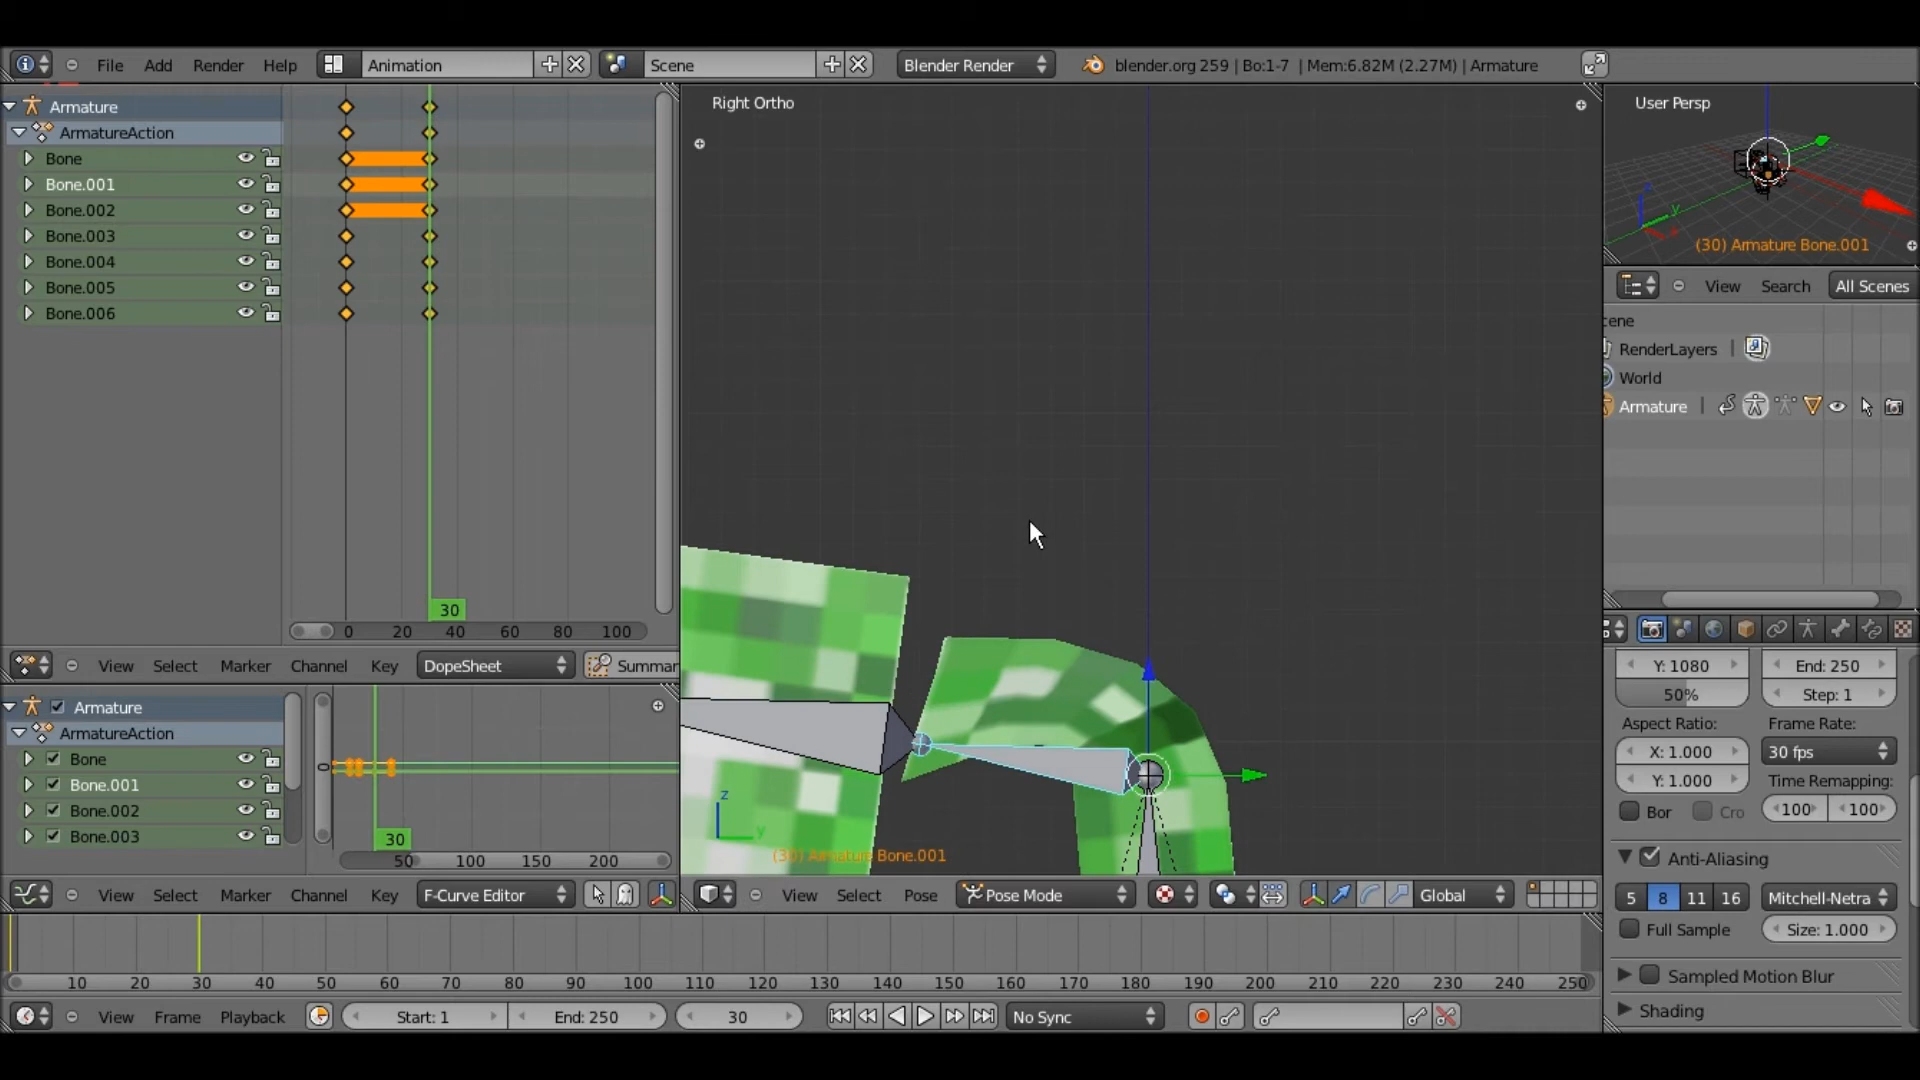 File Add Render Help Animation Scene Blender Render blender.org 259 | Bo:1-7 | Mem:6.82M (2.27M) | Armature
Armature
ArmatureAction
Bone
Bone.001
Bone.002
Bone.003
Bone.004
Bone.005
Bone.006
30
0 20 40 60 80 100
View Select Marker Channel Key DopeSheet Summar
Armature
ArmatureAction
Bone
Bone.001
Bone.002
Bone.003
30
0
50 100 150 200
View Select Marker Channel Key F-Curve Editor
Right Ortho
z
y
(30) Armature Bone.001
View Select Pose Pose Mode Global
User Persp
(30) Armature Bone.001
View Search All Scenes
cene
RenderLayers |
World
Armature |
Y: 1080 End: 250
50% Step: 1
Aspect Ratio: Frame Rate:
X: 1.000 30 fps
Y: 1.000 Time Remapping:
Bor Cro 100 100
Anti-Aliasing
5 8 11 16 Mitchell-Netra
Full Sample Size: 1.000
Sampled Motion Blur
Shading
10 20 30 40 50 60 70 80 90 100 110 120 130 140 150 160 170 180 190 200 210 220 230 240 250
View Frame Playback Start: 1 End: 250 30 No Sync